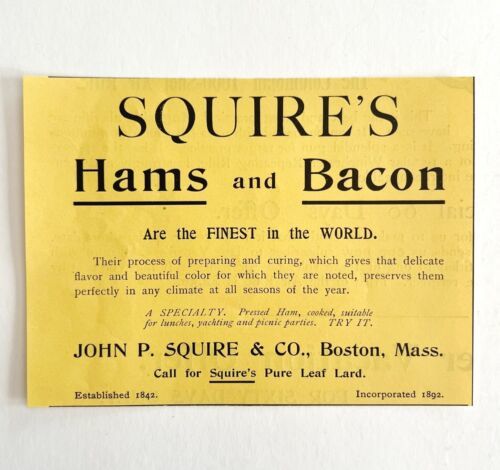 SQUIRE'S
Hams and Bacon
Are the FINEST in the WORLD.
Their process of preparing and curing, which gives that delicate
flavor and beautiful color for which they are noted, preserves them
perfectly in any climate at all seasons of the year.
A SPECIALTY. Pressed Ham, cooked, suitable
for lunches, yachting and picnic parties. TRY IT.
JOHN P. SQUIRE & CO., Boston, Mass.
Call for Squire's Pure Leaf Lard.
Established 1842. Incorporated 1892.